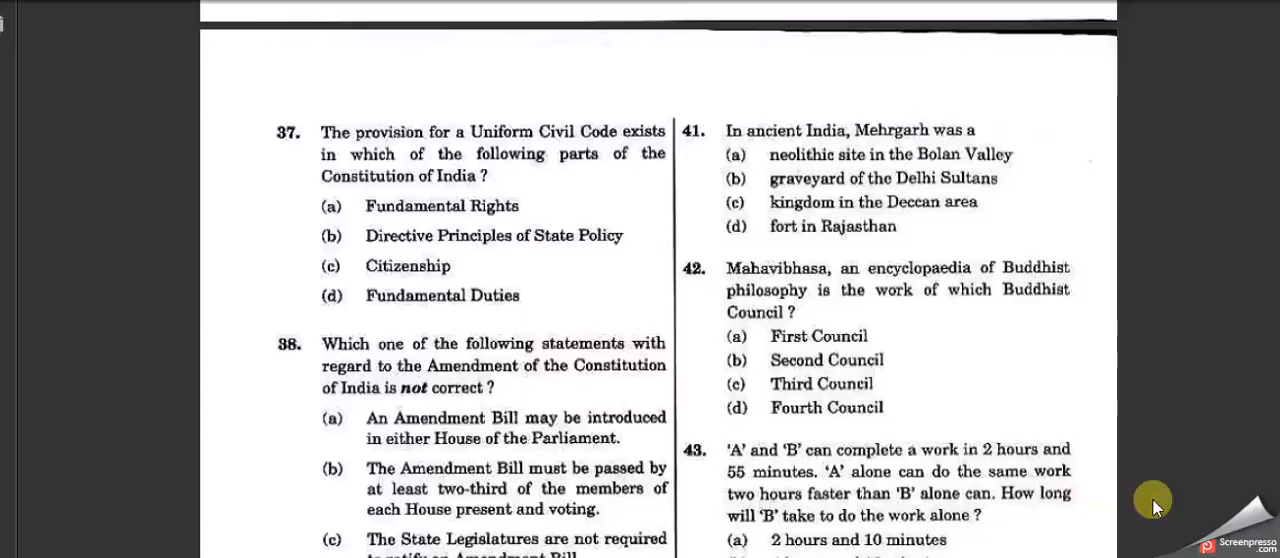 37. The provision for a Uniform Civil Code exists
in which of the following parts of the
Constitution of India ?
(a) Fundamental Rights
(b) Directive Principles of State Policy
(c) Citizenship
(d) Fundamental Duties
38. Which one of the following statements with
regard to the Amendment of the Constitution
of India is not correct ?
(a) An Amendment Bill may be introduced
in either House of the Parliament.
(b) The Amendment Bill must be passed by
at least two-third of the members of
each House present and voting.
(c) The State Legislatures are not required
41. In ancient India, Mehrgarh was a
(a) neolithic site in the Bolan Valley
(b) graveyard of the Delhi Sultans
(c) kingdom in the Deccan area
(d) fort in Rajasthan
42. Mahavibhasa, an encyclopaedia of Buddhist
philosophy is the work of which Buddhist
Council ?
(a) First Council
(b) Second Council
(c) Third Council
(d) Fourth Council
43. 'A' and 'B' can complete a work in 2 hours and
55 minutes. 'A' alone can do the same work
two hours faster than 'B' alone can. How long
will 'B' take to do the work alone ?
(a) 2 hours and 10 minutes
Screenpresso
.com